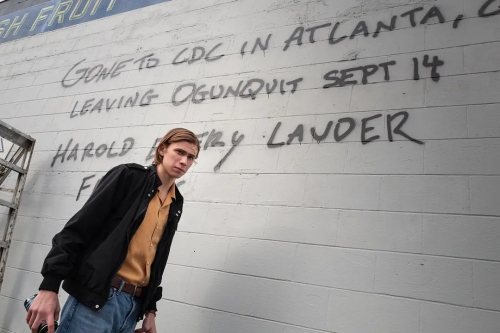 SH FRUIT
GONE TO CDC IN ATLANTA,
LEAVING OGUNQUIT SEPT 14
HAROLD LAUDER